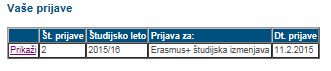 Vaše prijave
Št. prijave Študijsko leto Prijava za: Dt. prijave
Prikaži 2 2015/16 Erasmus+ študijska izmenjava 11.2.2015